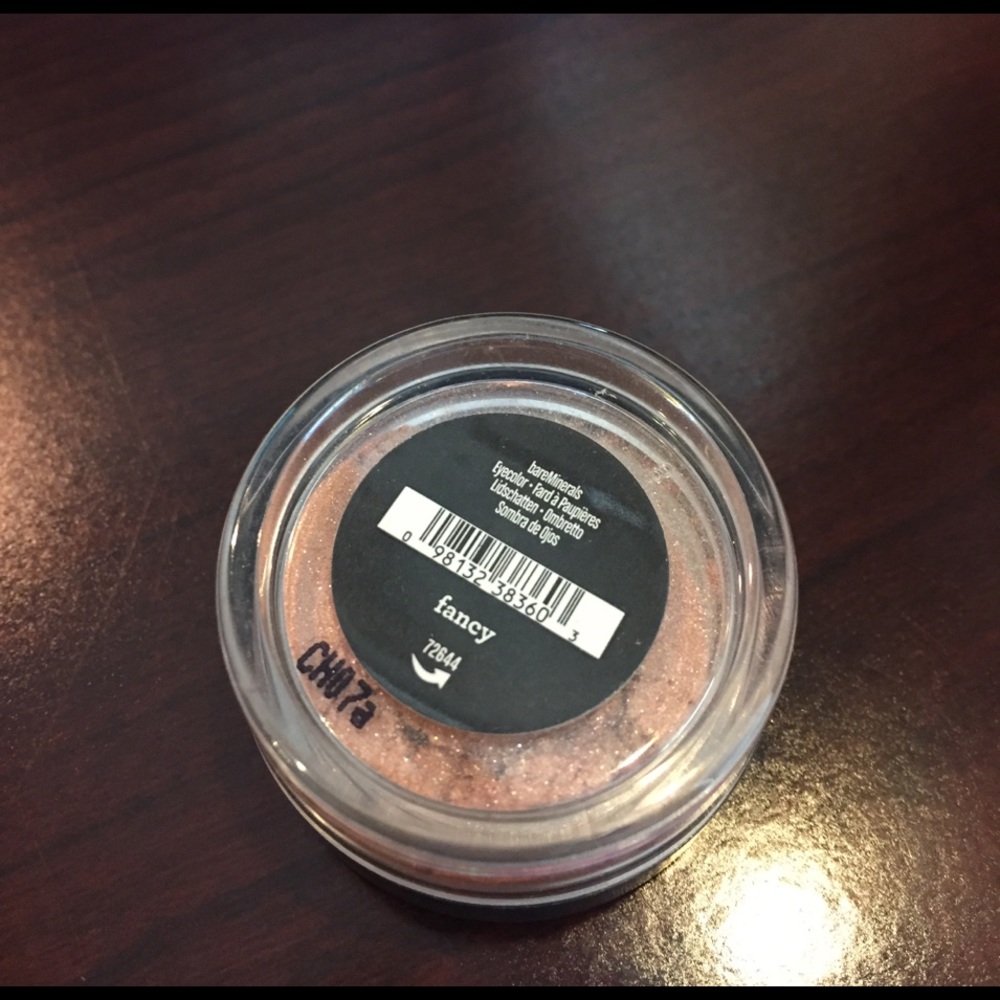 bareMinerals
Eyecolor • Fard à Paupières
Lidschatten • Ombretto
Sombra de Ojos
0 98132 38360 3
fancy
72644
CH07a